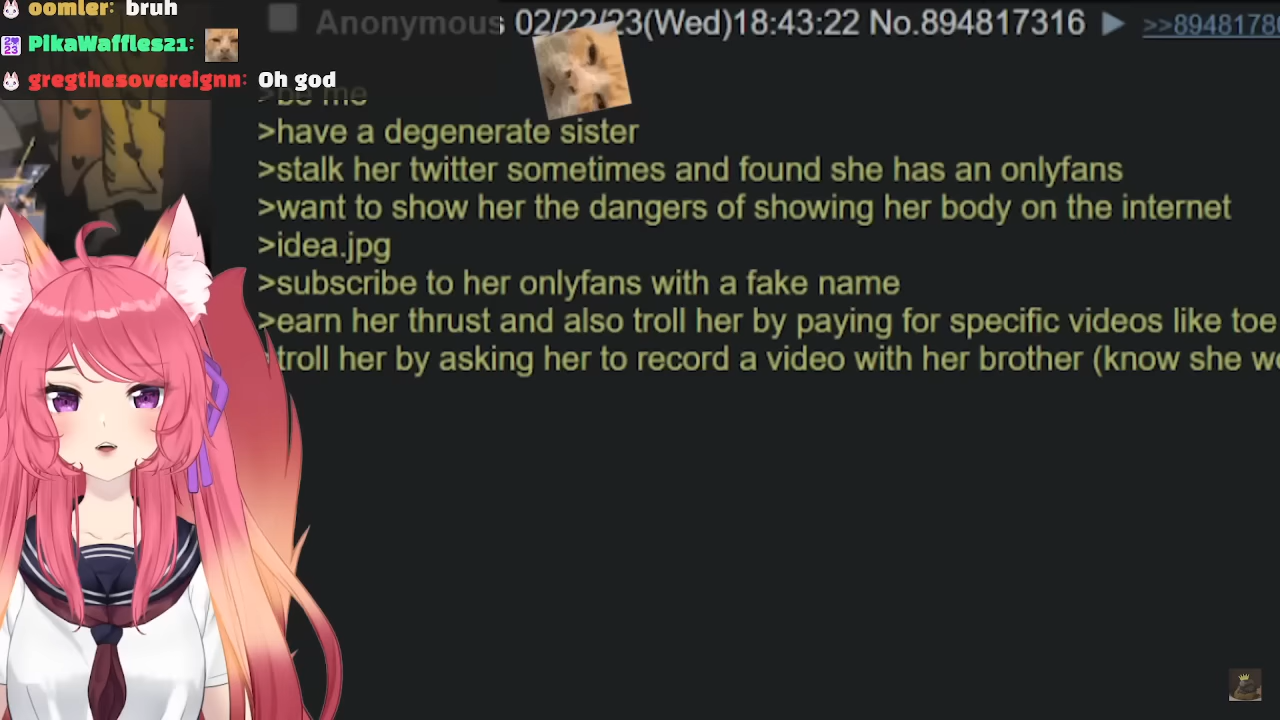 oomler: bruh
PikaWaffles21:
gregthesovereignn: Oh god
Anonymous 02/22/23(Wed)18:43:22 No.894817316 ▶ >>8948178
>be me
>have a degenerate sister
>stalk her twitter sometimes and found she has an onlyfans
>want to show her the dangers of showing her body on the internet
>idea.jpg
>subscribe to her onlyfans with a fake name
>earn her thrust and also troll her by paying for specific videos like toe
troll her by asking her to record a video with her brother (know she